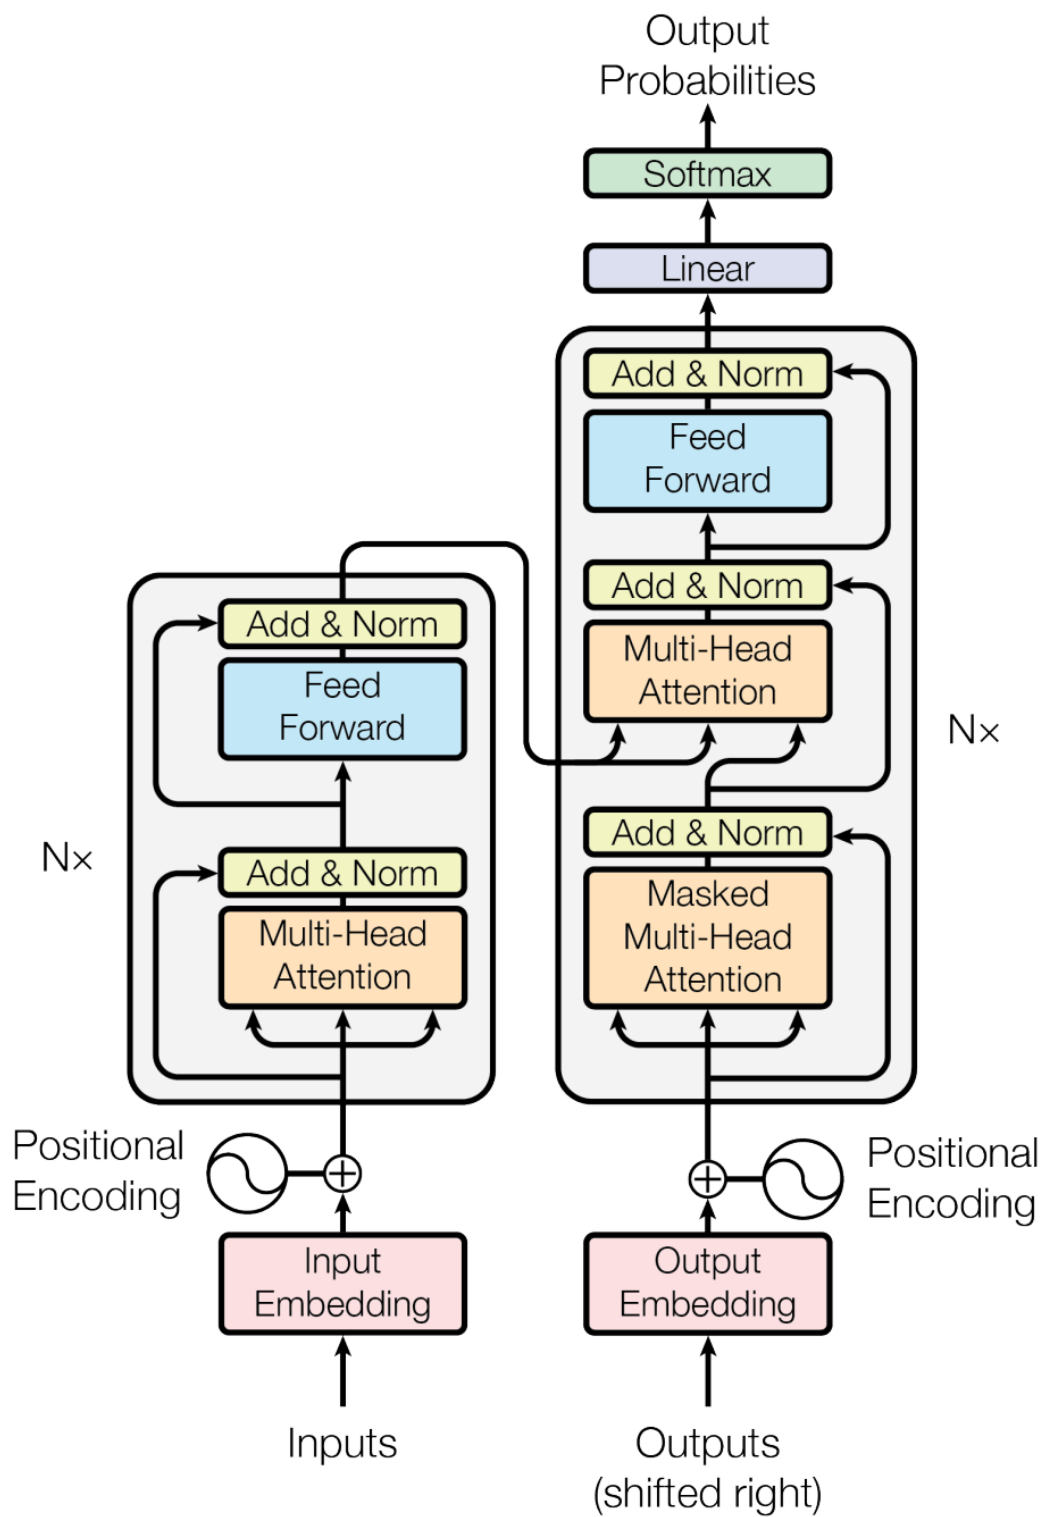 Output
Probabilities
Softmax
Linear
Add & Norm
Feed
Forward
Add & Norm
Multi-Head
Attention
Add & Norm
Masked
Multi-Head
Attention
N×
Add & Norm
Feed
Forward
Add & Norm
Multi-Head
Attention
N×
Positional
Encoding
Positional
Encoding
Input
Embedding
Output
Embedding
Inputs
Outputs
(shifted right)